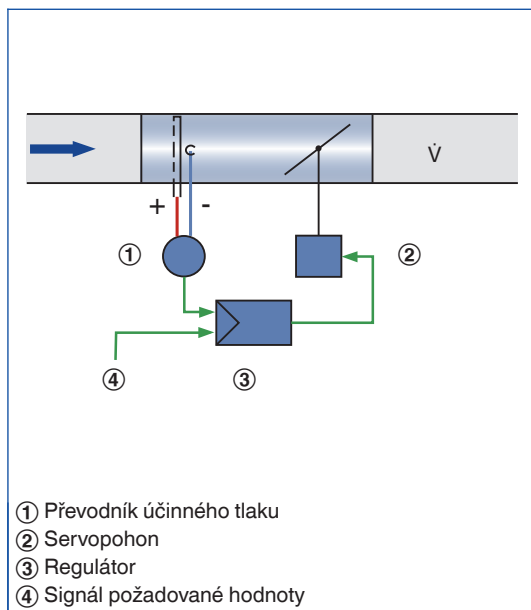 V̇
+ -
①
②
④
③
① Převodník účinného tlaku
② Servopohon
③ Regulátor
④ Signál požadované hodnoty